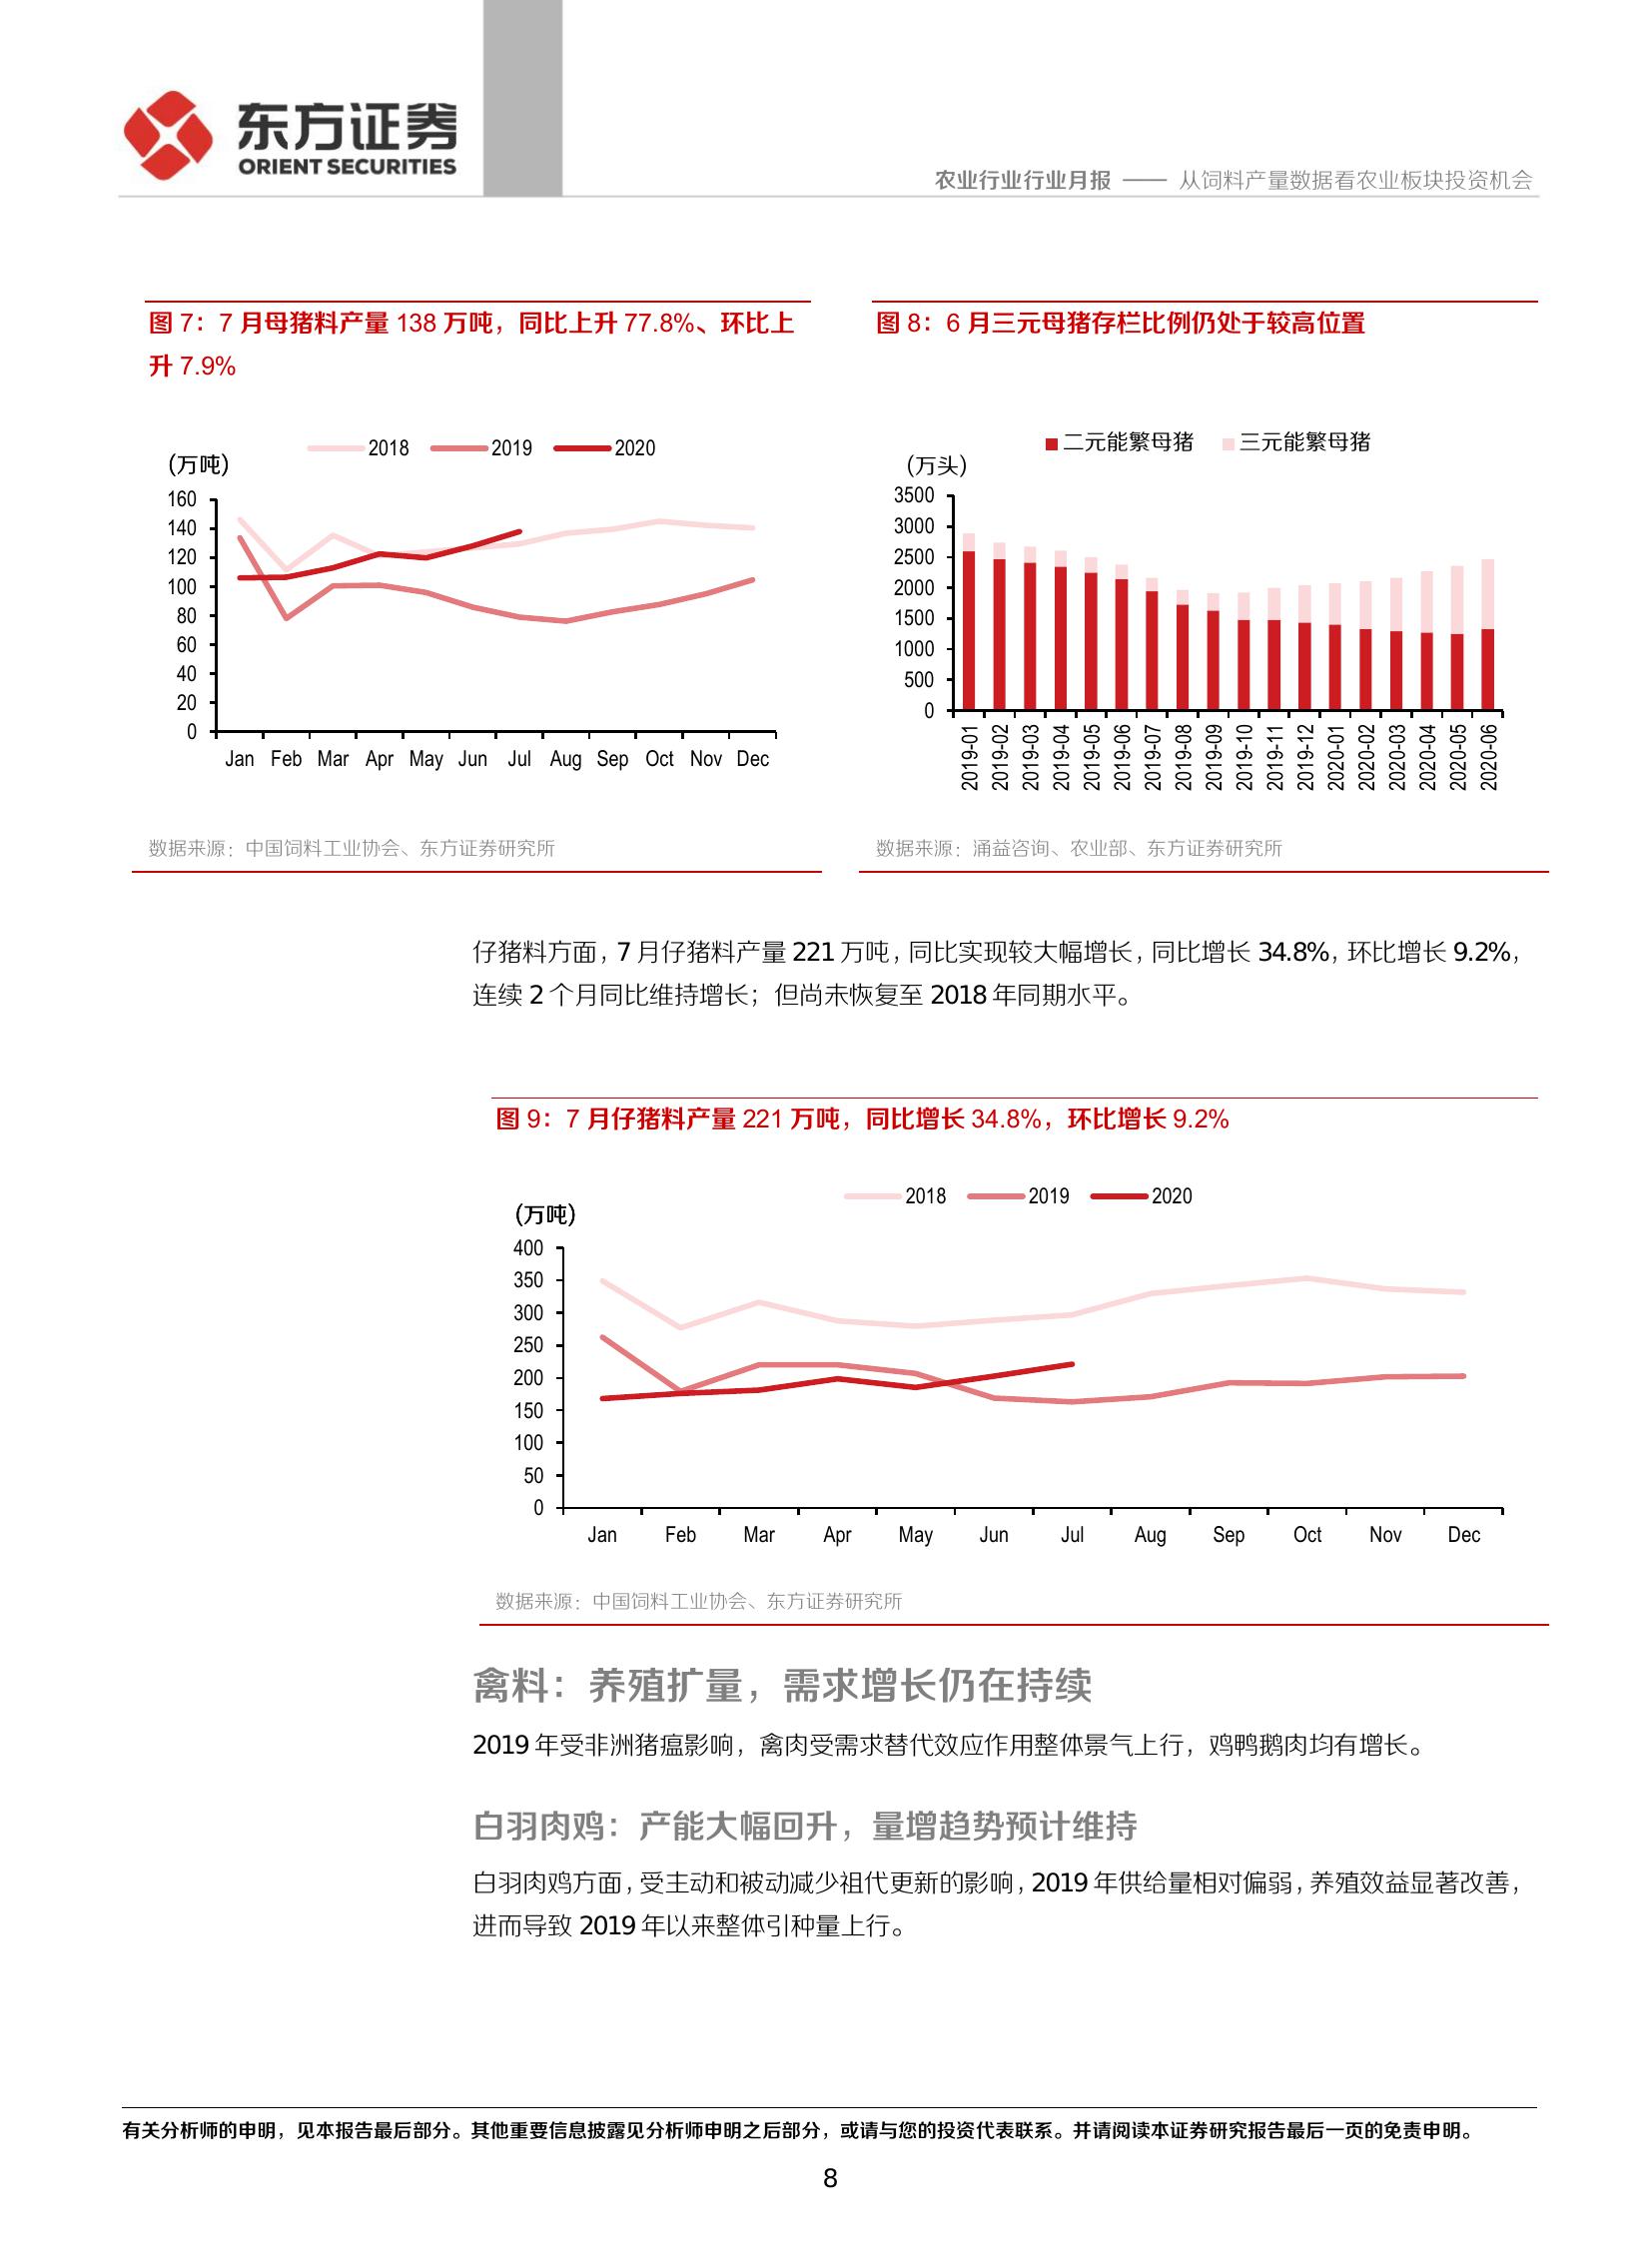 东方证券
ORIENT SECURITIES
农业行业行业月报 —— 从饲料产量数据看农业板块投资机会
图 7：7 月母猪料产量 138 万吨，同比上升 77.8%、环比上
升 7.9%
2018 2019 2020
(万吨)
160
140
120
100
80
60
40
20
0
Jan Feb Mar Apr May Jun Jul Aug Sep Oct Nov Dec
数据来源：中国饲料工业协会、东方证券研究所
图 8：6 月三元母猪存栏比例仍处于较高位置
二元能繁母猪 三元能繁母猪
(万头)
3500
3000
2500
2000
1500
1000
500
0
2019-01 2019-02 2019-03 2019-04 2019-05 2019-06 2019-07 2019-08 2019-09 2019-10 2019-11 2019-12 2020-01 2020-02 2020-03 2020-04 2020-05 2020-06
数据来源：涌益咨询、农业部、东方证券研究所
仔猪料方面，7 月仔猪料产量 221 万吨，同比实现较大幅增长，同比增长 34.8%，环比增长 9.2%，
连续 2 个月同比维持增长；但尚未恢复至 2018 年同期水平。
图 9：7 月仔猪料产量 221 万吨，同比增长 34.8%，环比增长 9.2%
2018 2019 2020
(万吨)
400
350
300
250
200
150
100
50
0
Jan Feb Mar Apr May Jun Jul Aug Sep Oct Nov Dec
数据来源：中国饲料工业协会、东方证券研究所
禽料：养殖扩量，需求增长仍在持续
2019 年受非洲猪瘟影响，禽肉受需求替代效应作用整体景气上行，鸡鸭鹅肉均有增长。
白羽肉鸡：产能大幅回升，量增趋势预计维持
白羽肉鸡方面，受主动和被动减少祖代更新的影响，2019 年供给量相对偏弱，养殖效益显著改善，
进而导致 2019 年以来整体引种量上行。
有关分析师的申明，见本报告最后部分。其他重要信息披露见分析师申明之后部分，或请与您的投资代表联系。并请阅读本证券研究报告最后一页的免责申明。
8